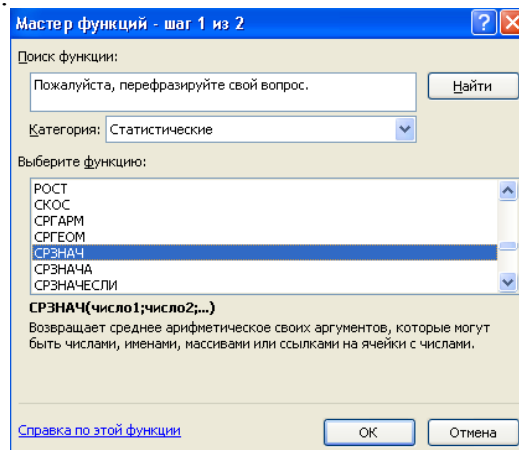 .
Мастер функций - шаг 1 из 2
Поиск функции:
Пожалуйста, перефразируйте свой вопрос.
Найти
Категория: Статистические
Выберите функцию:
РОСТ
СКОС
СРГАРМ
СРГЕОМ
СРЗНАЧ
СРЗНАЧА
СРЗНАЧЕСЛИ
СРЗНАЧ(число1;число2;...)
Возвращает среднее арифметическое своих аргументов, которые могут
быть числами, именами, массивами или ссылками на ячейки с числами.
Справка по этой функции
ОК
Отмена